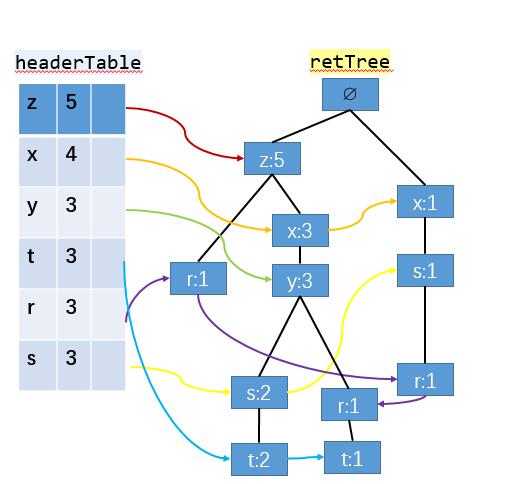 headerTable
retTree
z 5
x 4
y 3
t 3
r 3
s 3
∅
z:5
x:3
x:1
r:1
y:3
s:1
s:2
r:1
r:1
t:2
t:1